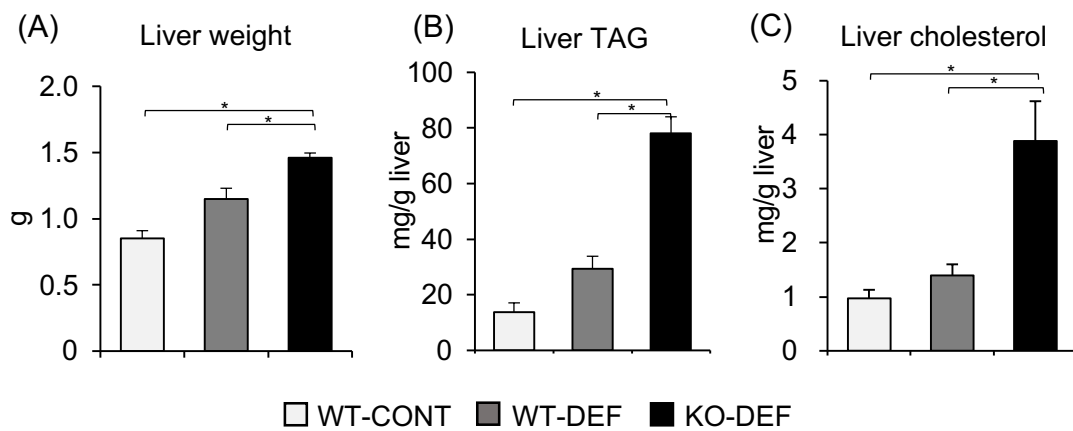 (A)
Liver weight
2.0
1.5
1.0
0.5
0
g
*
*
(B)
Liver TAG
100
80
60
40
20
0
mg/g liver
*
*
(C)
Liver cholesterol
5
4
3
2
1
0
mg/g liver
*
*
WT-CONT WT-DEF KO-DEF